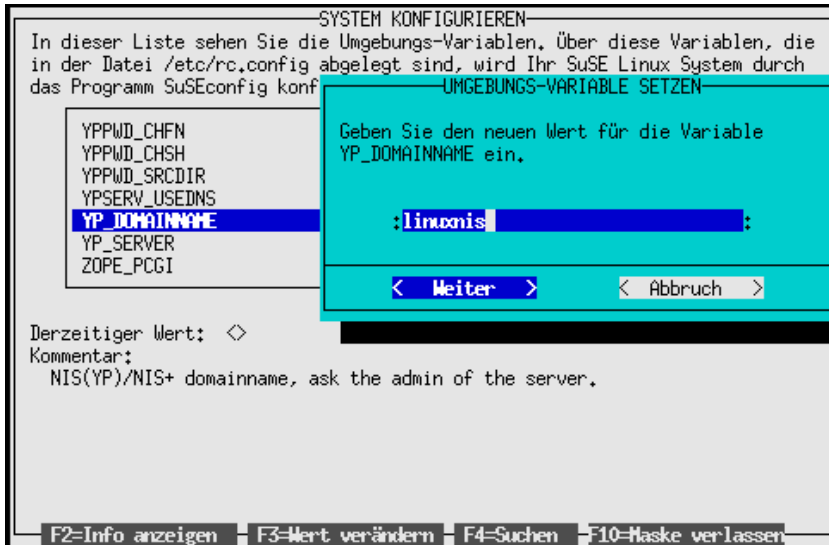 SYSTEM KONFIGURIEREN
In dieser Liste sehen Sie die Umgebungs-Variablen. Über diese Variablen, die
in der Datei /etc/rc.config abgelegt sind, wird Ihr SuSE Linux System durch
das Programm SuSEconfig konf
UMGEBUNGS-VARIABLE SETZEN
Geben Sie den neuen Wert für die Variable
YP_DOMAINNAME ein.
:linuxnis :
< Weiter > < Abbruch >
YPPWD_CHFN
YPPWD_CHSH
YPPWD_SRCDIR
YPSERV_USEDNS
YP_DOMAINNAME
YP_SERVER
ZOPE_PCGI
Derzeitiger Wert: <>
Kommentar:
NIS(YP)/NIS+ domainname, ask the admin of the server.
F2=Info anzeigen F3=Wert verändern F4=Suchen F10=Maske verlassen